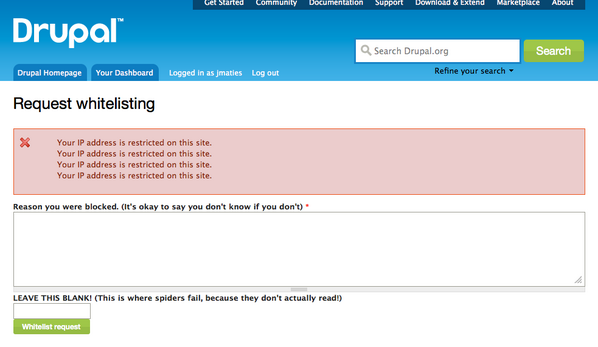 Get Started Community Documentation Support Download & Extend Marketplace About
Drupal™
Search Drupal.org Search
Refine your search
Drupal Homepage Your Dashboard Logged in as jmaties Log out
Request whitelisting
Your IP address is restricted on this site.
Your IP address is restricted on this site.
Your IP address is restricted on this site.
Your IP address is restricted on this site.
Reason you were blocked. (It's okay to say you don't know if you don't) *
LEAVE THIS BLANK! (This is where spiders fail, because they don't actually read!)
Whitelist request